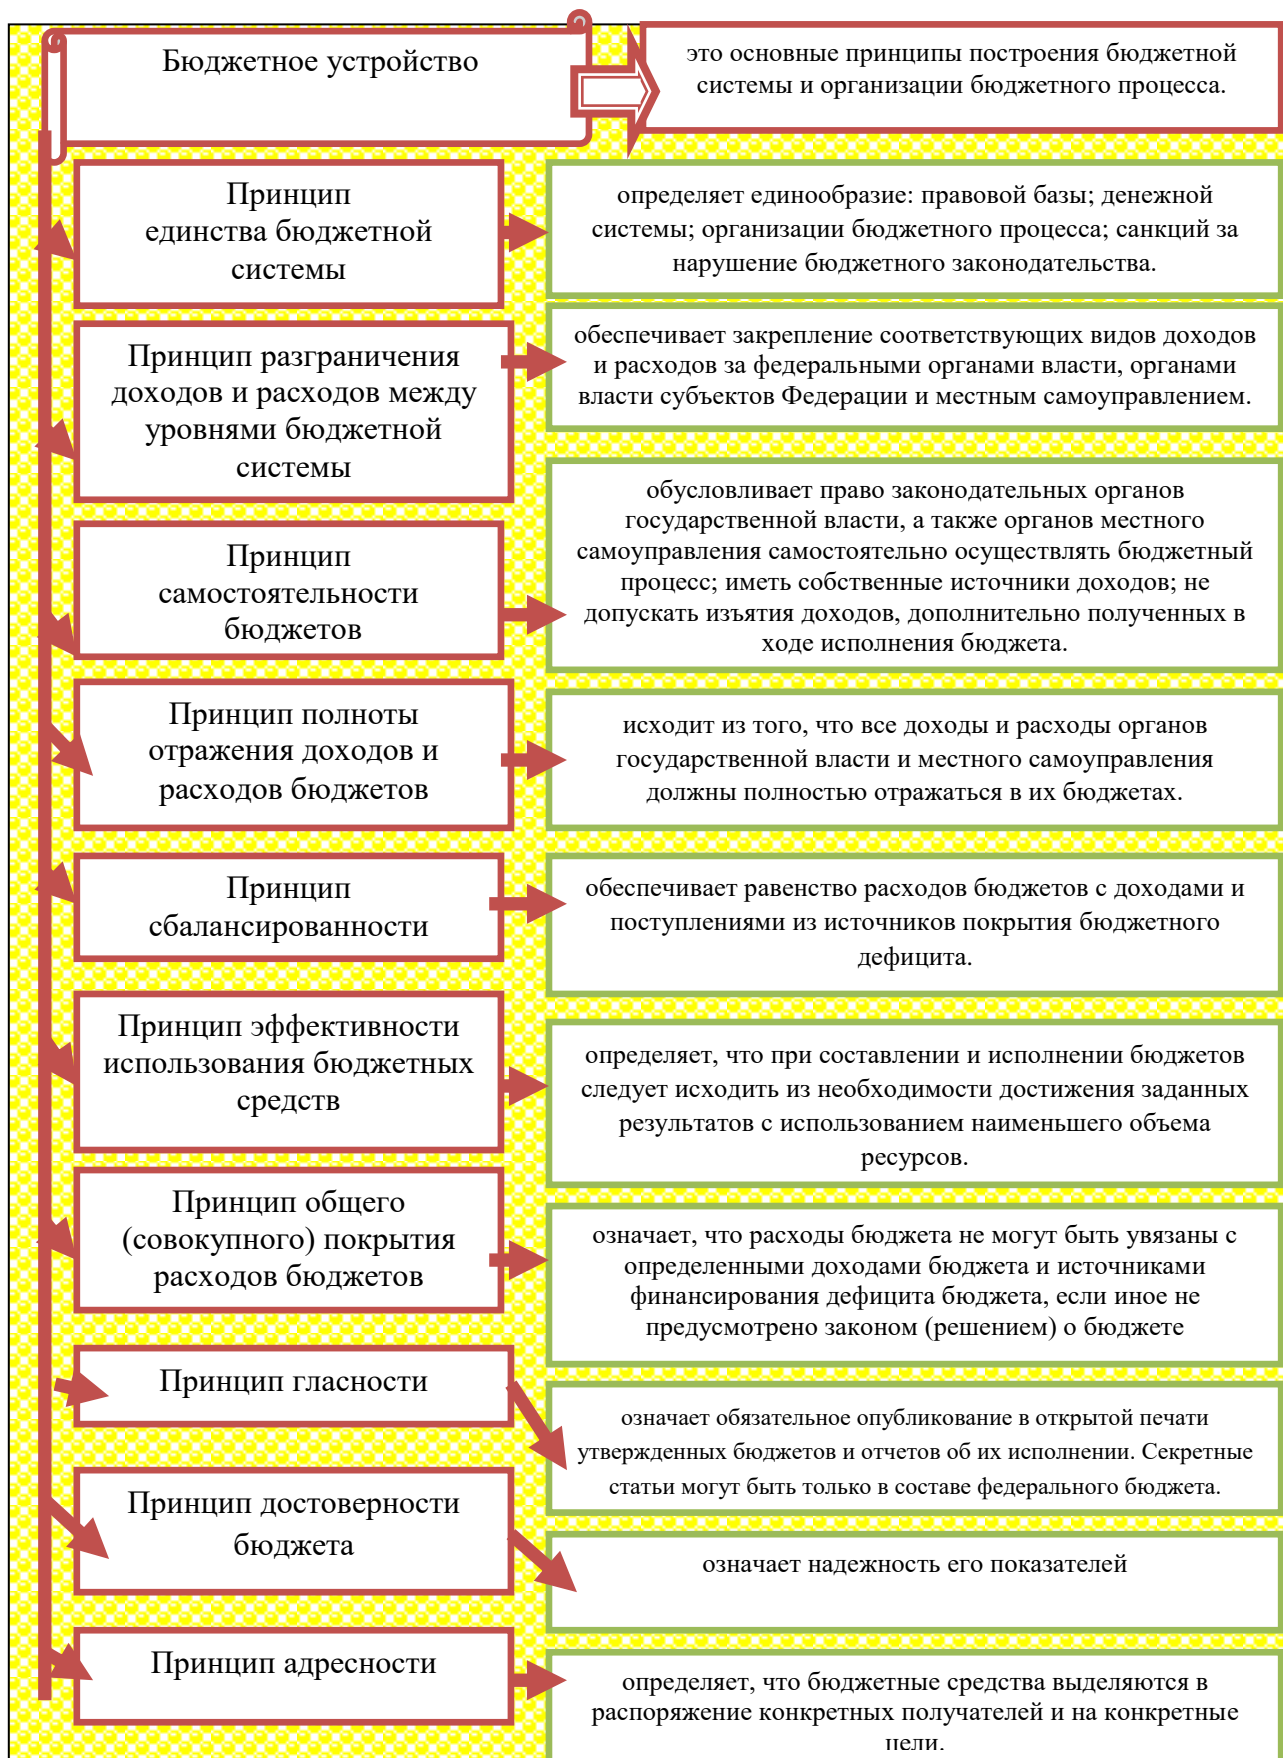 Бюджетное устройство
это основные принципы построения бюджетной
системы и организации бюджетного процесса.
Принцип
единства бюджетной
системы
определяет единообразие: правовой базы; денежной
системы; организации бюджетного процесса; санкций за
нарушение бюджетного законодательства.
Принцип разграничения
доходов и расходов между
уровнями бюджетной
системы
обеспечивает закрепление соответствующих видов доходов
и расходов за федеральными органами власти, органами
власти субъектов Федерации и местным самоуправлением.
Принцип
самостоятельности
бюджетов
обусловливает право законодательных органов
государственной власти, а также органов местного
самоуправления самостоятельно осуществлять бюджетный
процесс; иметь собственные источники доходов; не
допускать изъятия доходов, дополнительно полученных в
ходе исполнения бюджета.
Принцип полноты
отражения доходов и
расходов бюджетов
исходит из того, что все доходы и расходы органов
государственной власти и местного самоуправления
должны полностью отражаться в их бюджетах.
Принцип
сбалансированности
обеспечивает равенство расходов бюджетов с доходами и
поступлениями из источников покрытия бюджетного
дефицита.
Принцип эффективности
использования бюджетных
средств
определяет, что при составлении и исполнении бюджетов
следует исходить из необходимости достижения заданных
результатов с использованием наименьшего объема
ресурсов.
Принцип общего
(совокупного) покрытия
расходов бюджетов
означает, что расходы бюджета не могут быть увязаны с
определенными доходами бюджета и источниками
финансирования дефицита бюджета, если иное не
предусмотрено законом (решением) о бюджете
Принцип гласности
означает обязательное опубликование в открытой печати
утвержденных бюджетов и отчетов об их исполнении. Секретные
статьи могут быть только в составе федерального бюджета.
Принцип достоверности
бюджета
означает надежность его показателей
Принцип адресности
определяет, что бюджетные средства выделяются в
распоряжение конкретных получателей и на конкретные
цели.